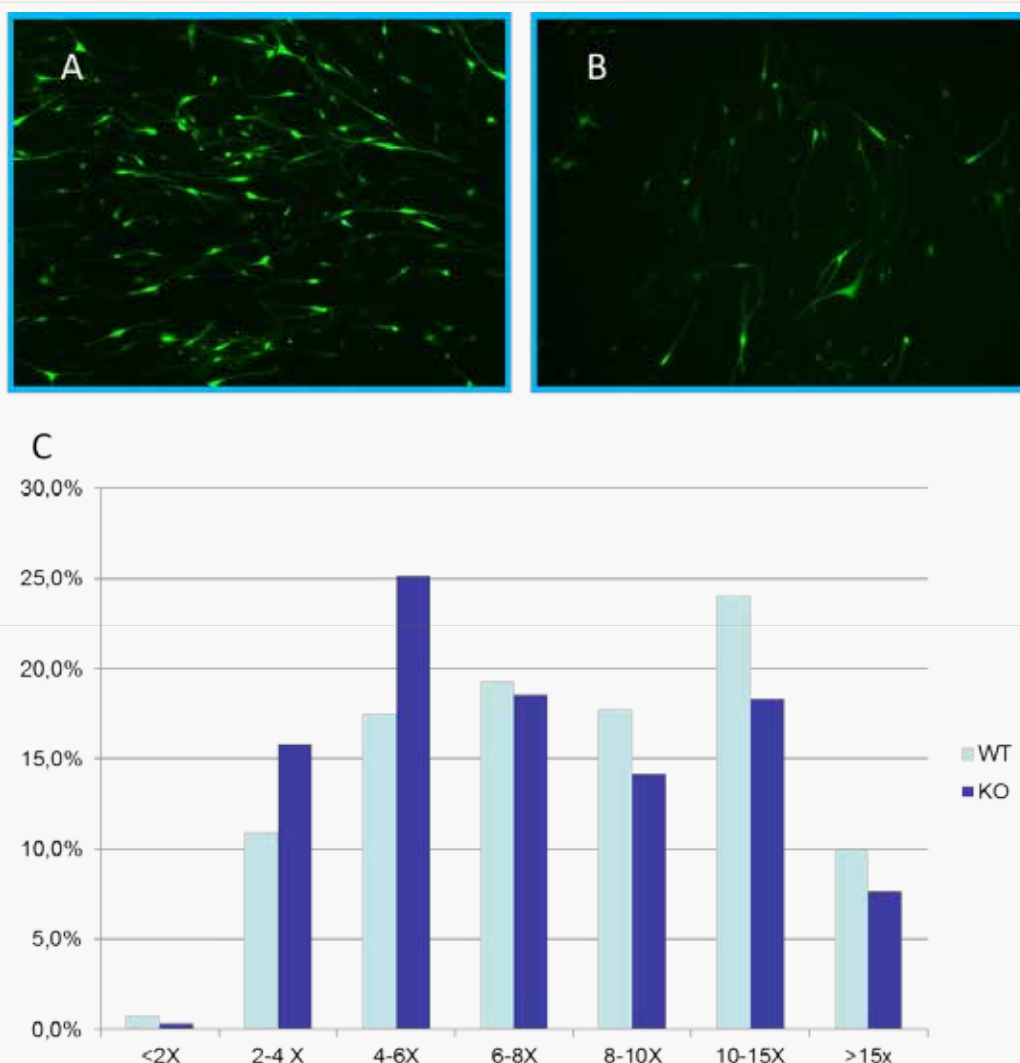 A
B
C
30,0%
25,0%
20,0%
15,0%
10,0%
5,0%
0,0%
WT
KO
<2X
2-4 X
4-6X
6-8X
8-10X
10-15X
>15x